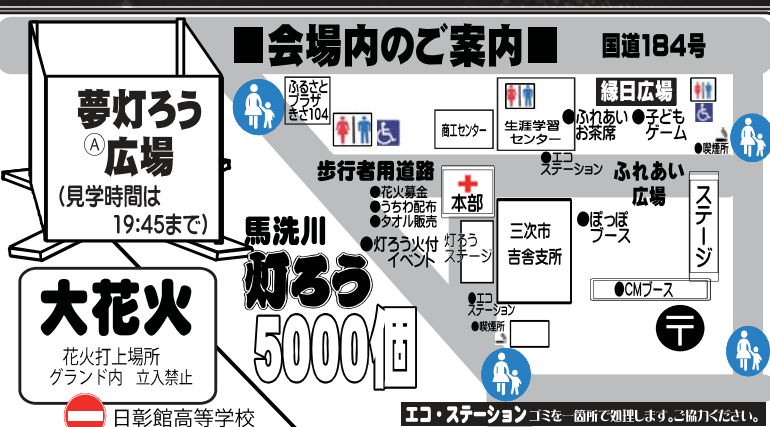 ■会場内のご案内■
国道184号
夢灯ろう
Ⓐ 広場
(見学時間は
19:45まで)
ふるさと
プラザ
きさ104
商工センター
生涯学習
センター
縁日広場
●ふれあい
お茶席
●子ども
ゲーム
●喫煙所
●エコ
ステーション
歩行者用道路
●花火募金
●うちわ配布
●タオル販売
本部
ふれあい
広場
ステージ
馬洗川
灯ろう
5000個
●灯ろう火付
イベント
灯ろう
ステージ
三次市
吉舎支所
●ぽっぽ
ブース
●CMブース
●エコ
ステーション
●喫煙所
〒
大花火
花火打上場所
グランド内 立入禁止
日彰館高等学校
エコ・ステーション ゴミを一箇所で処理します。ご協力ください。